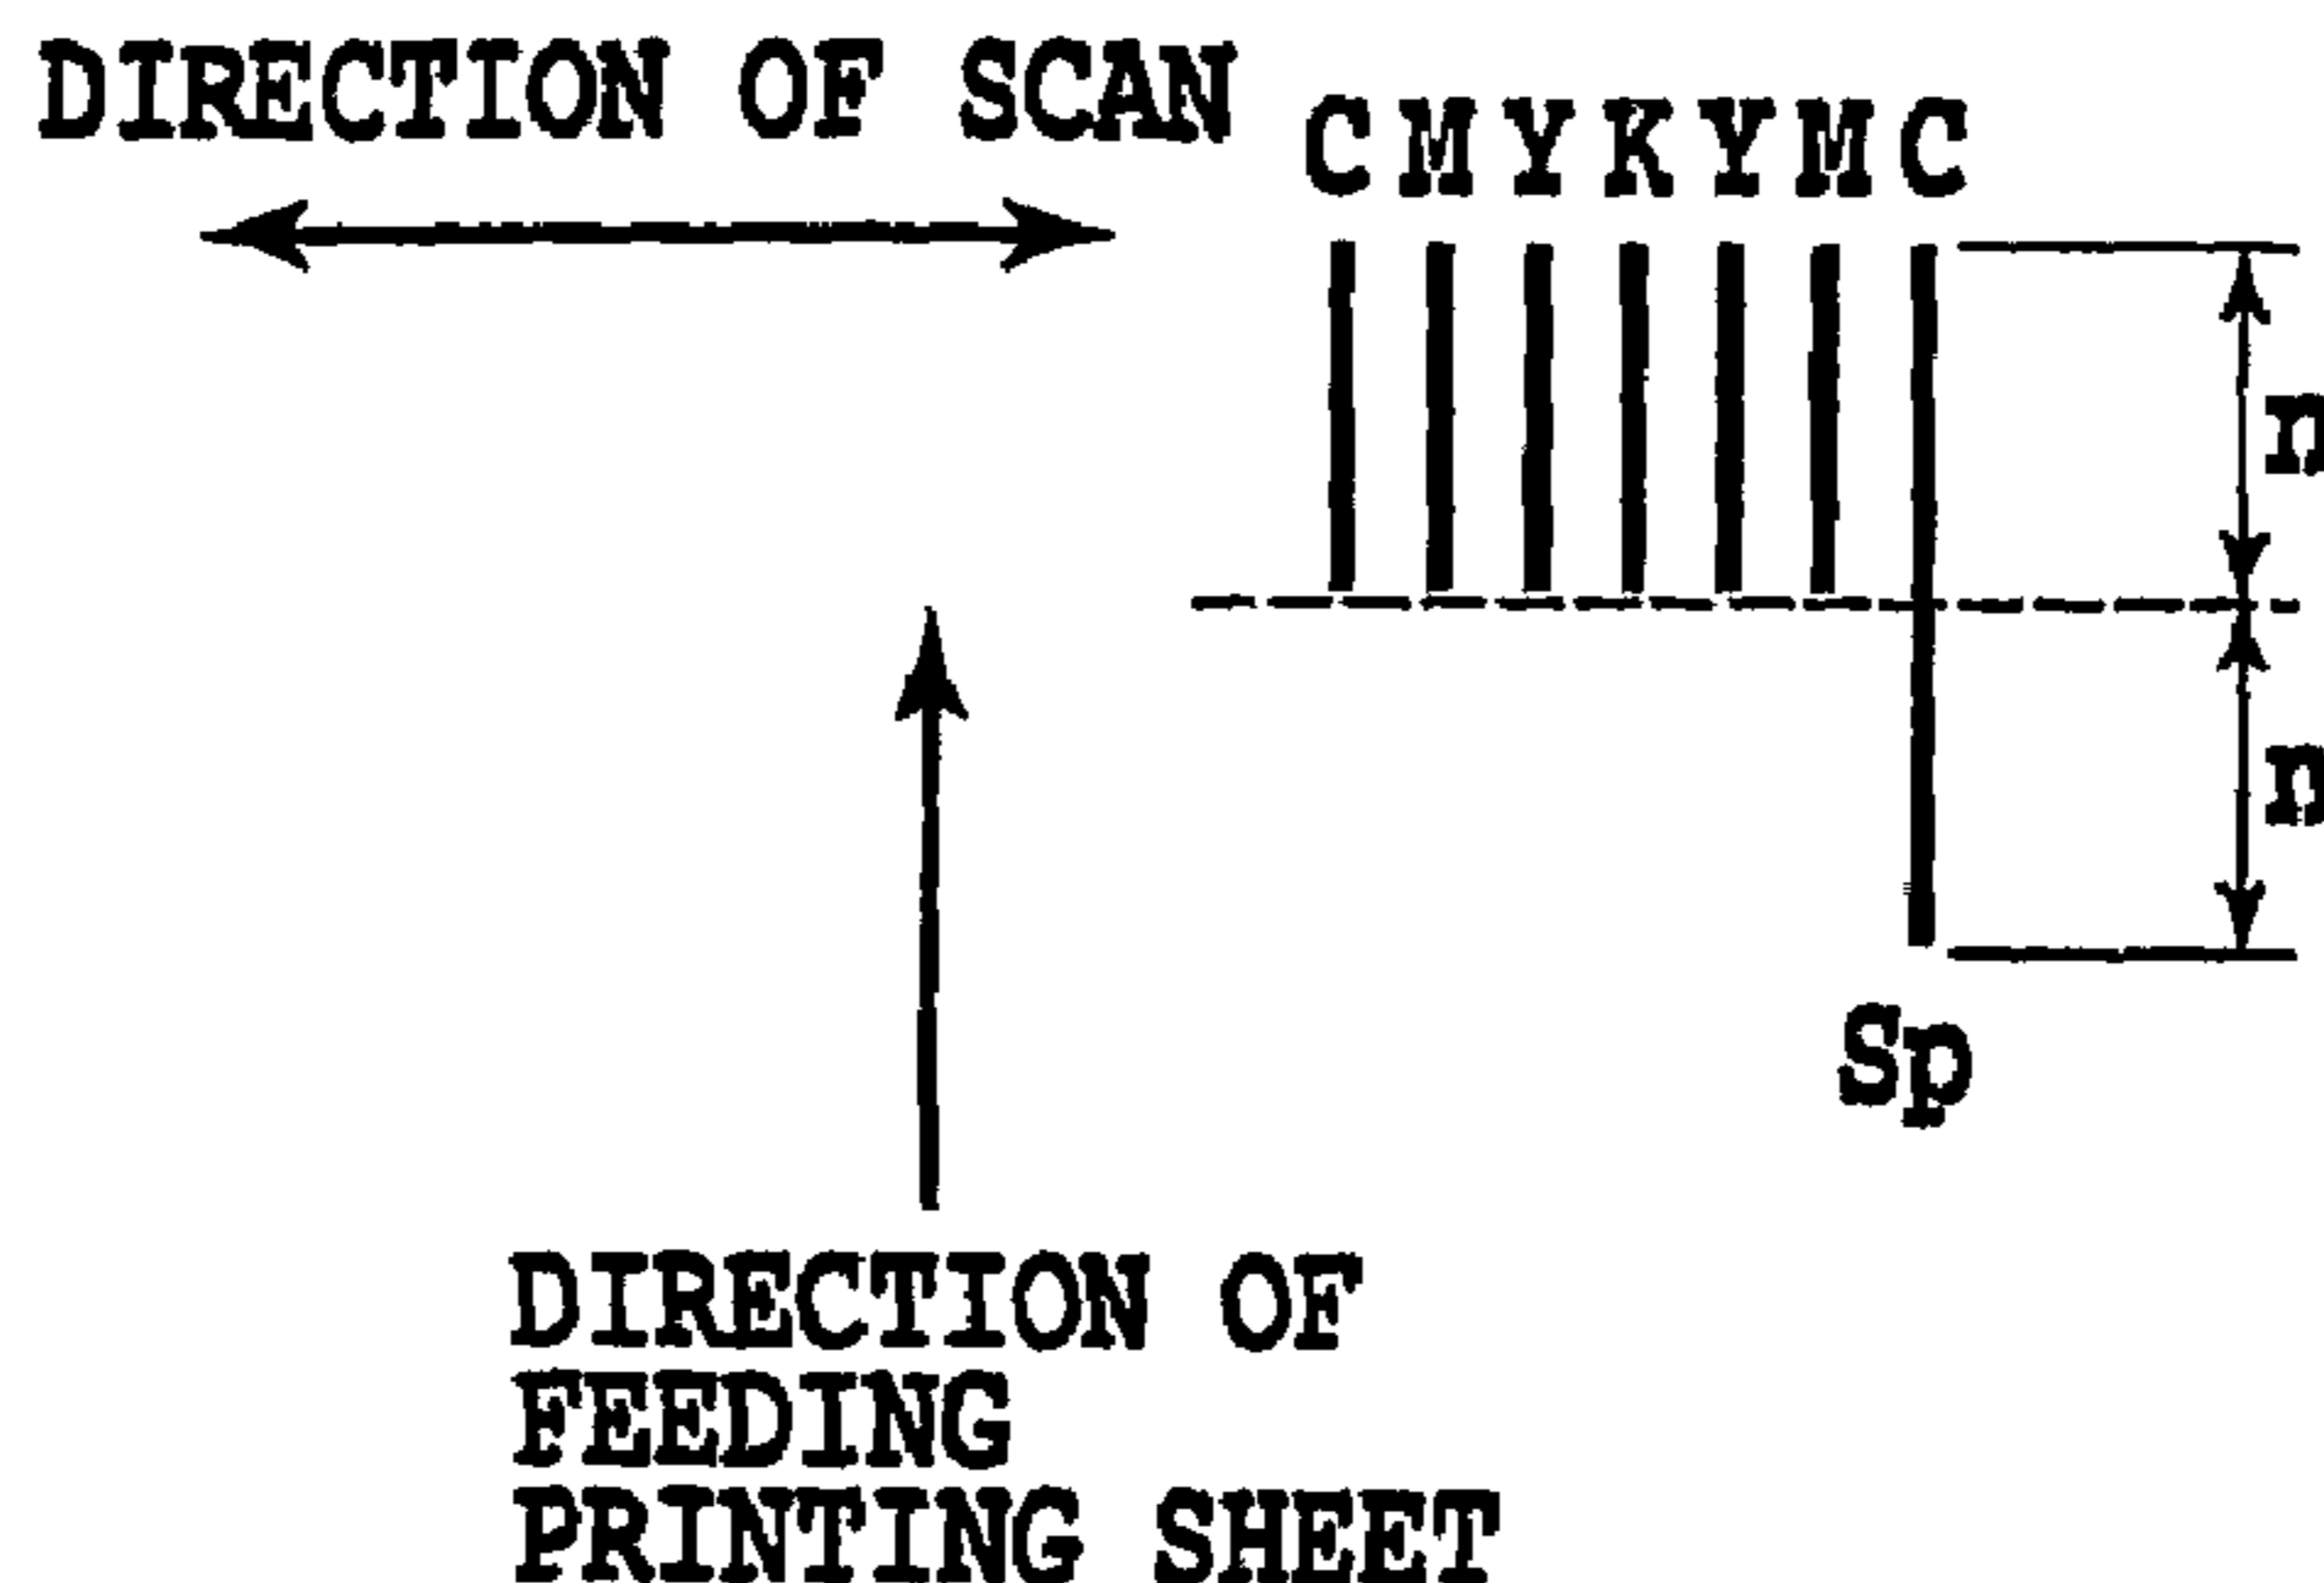 DIRECTION OF SCAN
C M Y K Y M C
n
n
Sp
DIRECTION OF
FEEDING
PRINTING SHEET